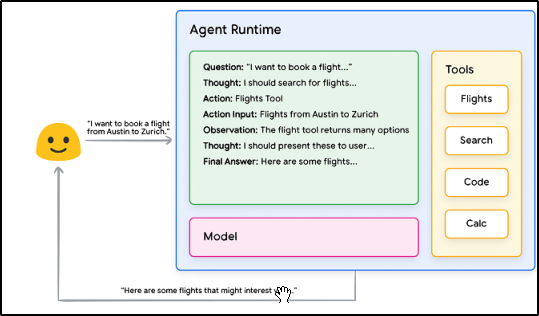 Agent Runtime
Question: "I want to book a flight..."
Thought: I should search for flights...
Action: Flights Tool
Action Input: Flights from Austin to Zurich
Observation: The flight tool returns many options
Thought: I should present these to user...
Final Answer: Here are some flights...
Tools
Flights
Search
Code
Calc
"I want to book a flight
from Austin to Zurich."
Model
"Here are some flights that might interest